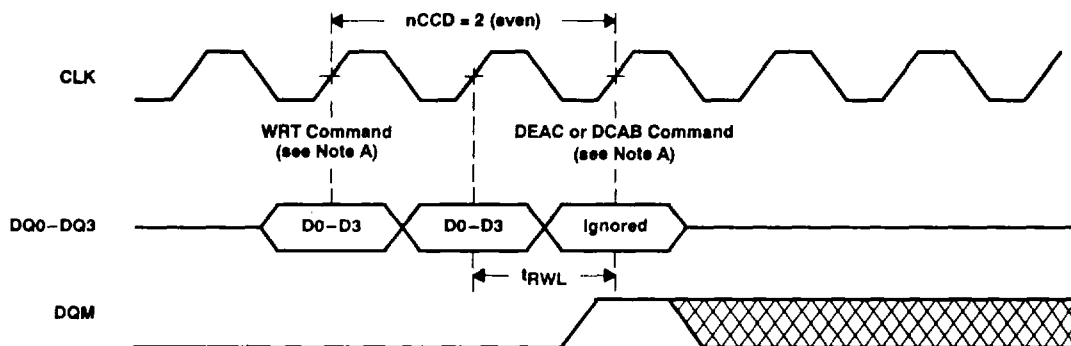 nCCD = 2 (even)
CLK
WRT Command
(see Note A)
DEAC or DCAB Command
(see Note A)
DQ0–DQ3
D0–D3
D0–D3
Ignored
tRWL
DQM